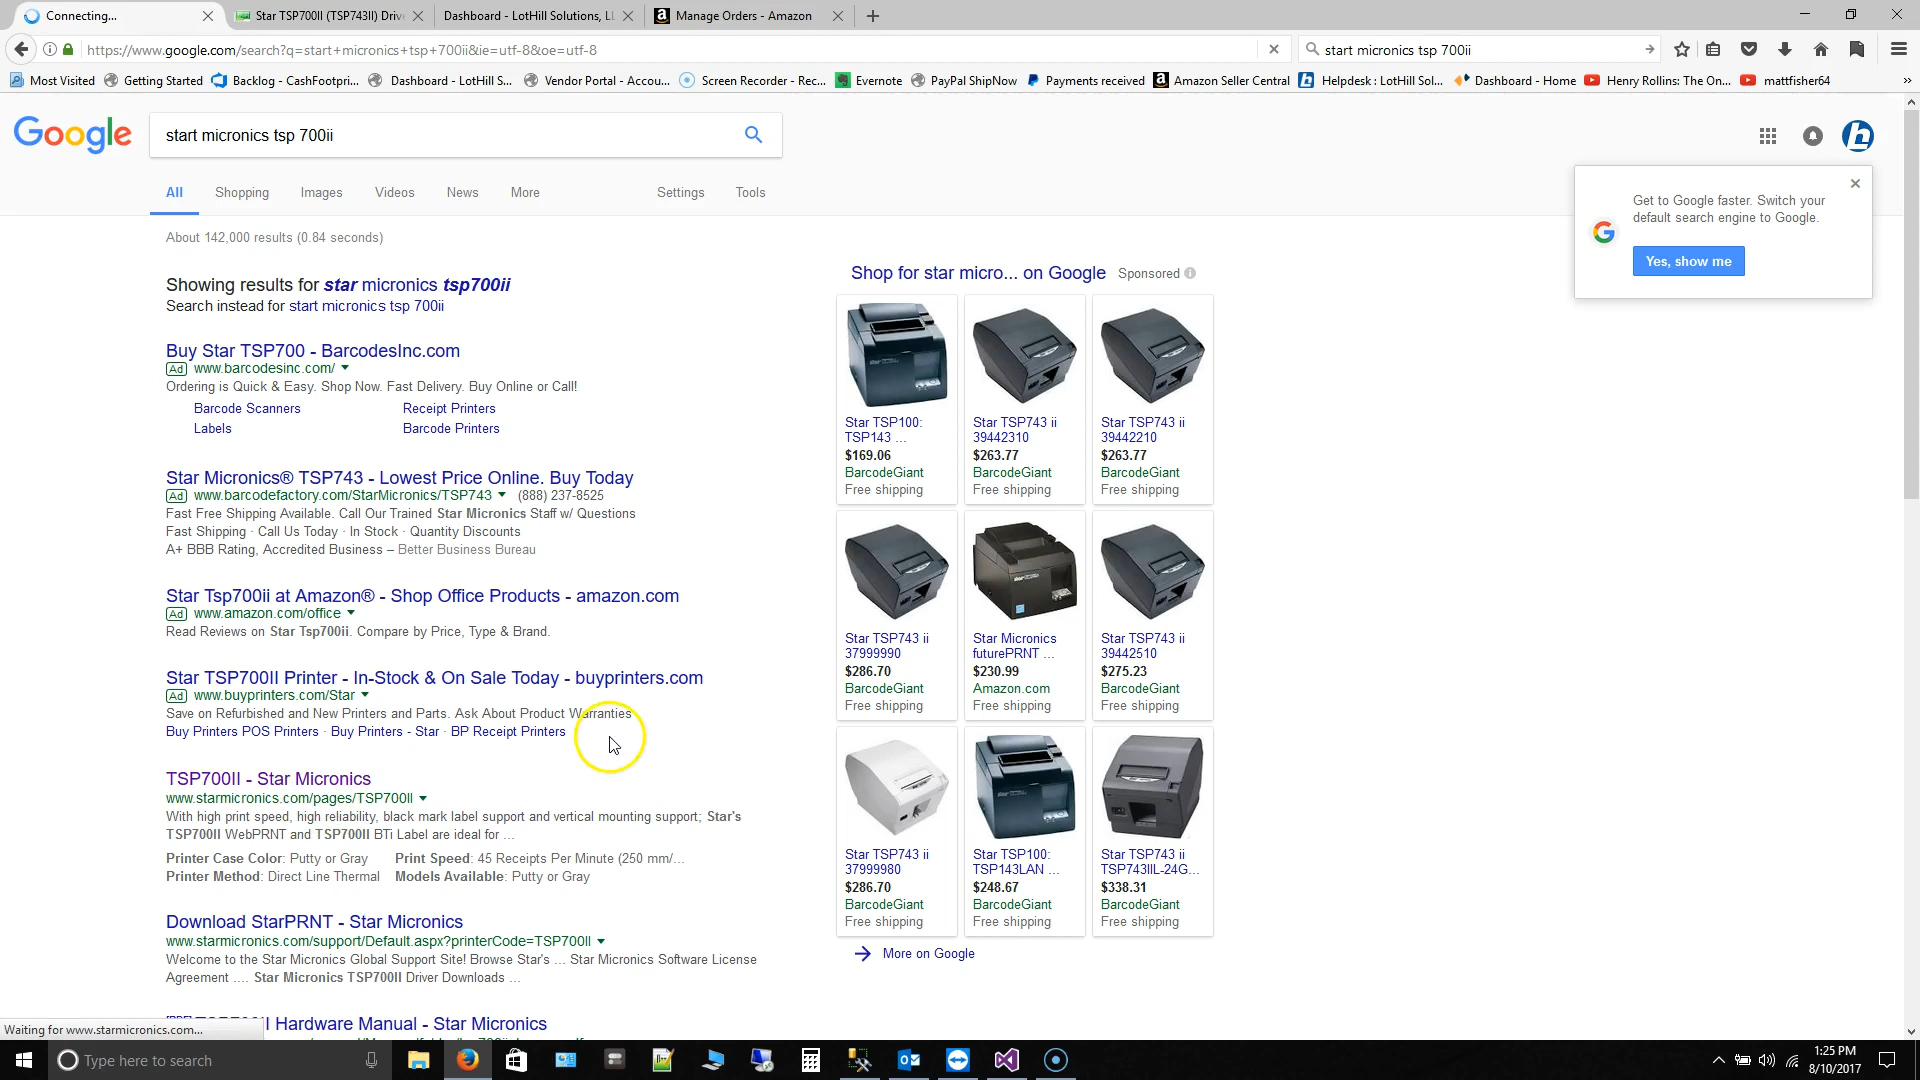 Connecting...
Star TSP700II (TSP743II) Drive
Dashboard - LotHill Solutions, LL
Manage Orders - Amazon
https://www.google.com/search?q=start+micronics+tsp+700ii&ie=utf-8&oe=utf-8
start micronics tsp 700ii
Most Visited
Getting Started
Backlog - CashFootpri...
Dashboard - LotHill S...
Vendor Portal - Accou...
Screen Recorder - Rec...
Evernote
PayPal ShipNow
Payments received
Amazon Seller Central
Helpdesk : LotHill Sol...
Dashboard - Home
Henry Rollins: The On...
mattfisher64
Google
start micronics tsp 700ii
All
Shopping
Images
Videos
News
More
Settings
Tools
Get to Google faster. Switch your
default search engine to Google.
Yes, show me
About 142,000 results (0.84 seconds)
Showing results for star micronics tsp700ii
Search instead for start micronics tsp 700ii
Buy Star TSP700 - BarcodesInc.com
Ad www.barcodesinc.com/
Ordering is Quick & Easy. Shop Now. Fast Delivery. Buy Online or Call!
Barcode Scanners
Receipt Printers
Labels
Barcode Printers
Star Micronics® TSP743 - Lowest Price Online. Buy Today
Ad www.barcodefactory.com/StarMicronics/TSP743 (888) 237-8525
Fast Free Shipping Available. Call Our Trained Star Micronics Staff w/ Questions
Fast Shipping · Call Us Today · In Stock · Quantity Discounts
A+ BBB Rating, Accredited Business – Better Business Bureau
Star Tsp700ii at Amazon® - Shop Office Products - amazon.com
Ad www.amazon.com/office
Read Reviews on Star Tsp700ii. Compare by Price, Type & Brand.
Star TSP700II Printer - In-Stock & On Sale Today - buyprinters.com
Ad www.buyprinters.com/Star
Save on Refurbished and New Printers and Parts. Ask About Product Warranties
Buy Printers POS Printers · Buy Printers - Star · BP Receipt Printers
TSP700II - Star Micronics
www.starmicronics.com/pages/TSP700II
With high print speed, high reliability, black mark label support and vertical mounting support; Star's
TSP700II WebPRNT and TSP700II BTi Label are ideal for ...
Printer Case Color: Putty or Gray
Print Speed: 45 Receipts Per Minute (250 mm/...
Printer Method: Direct Line Thermal
Models Available: Putty or Gray
Download StarPRNT - Star Micronics
www.starmicronics.com/support/Default.aspx?printerCode=TSP700II
Welcome to the Star Micronics Global Support Site! Browse Star's ... Star Micronics Software License
Agreement .... Star Micronics TSP700II Driver Downloads ...
Hardware Manual - Star Micronics
Shop for star micro... on Google
Sponsored
Star TSP100:
TSP143 ...
$169.06
BarcodeGiant
Free shipping
Star TSP743 ii
39442310
$263.77
BarcodeGiant
Free shipping
Star TSP743 ii
39442210
$263.77
BarcodeGiant
Free shipping
Star TSP743 ii
37999990
$286.70
BarcodeGiant
Free shipping
Star Micronics
futurePRNT ...
$230.99
Amazon.com
Free shipping
Star TSP743 ii
39442510
$275.23
BarcodeGiant
Free shipping
Star TSP743 ii
37999980
$286.70
BarcodeGiant
Free shipping
Star TSP100:
TSP143LAN ...
$248.67
BarcodeGiant
Free shipping
Star TSP743 ii
TSP743IIL-24G...
$338.31
BarcodeGiant
Free shipping
More on Google
Waiting for www.starmicronics.com...
Type here to search
1:25 PM
8/10/2017